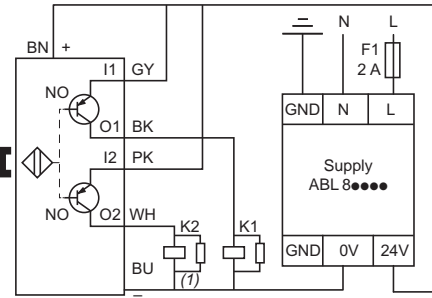 BN +
N L
F1
2 A
I1 GY
NO
GND N L
O1 BK
I2 PK
Supply
ABL 8●●●●
NO
O2 WH
K2 K1
GND 0V 24V
BU
(1)
–